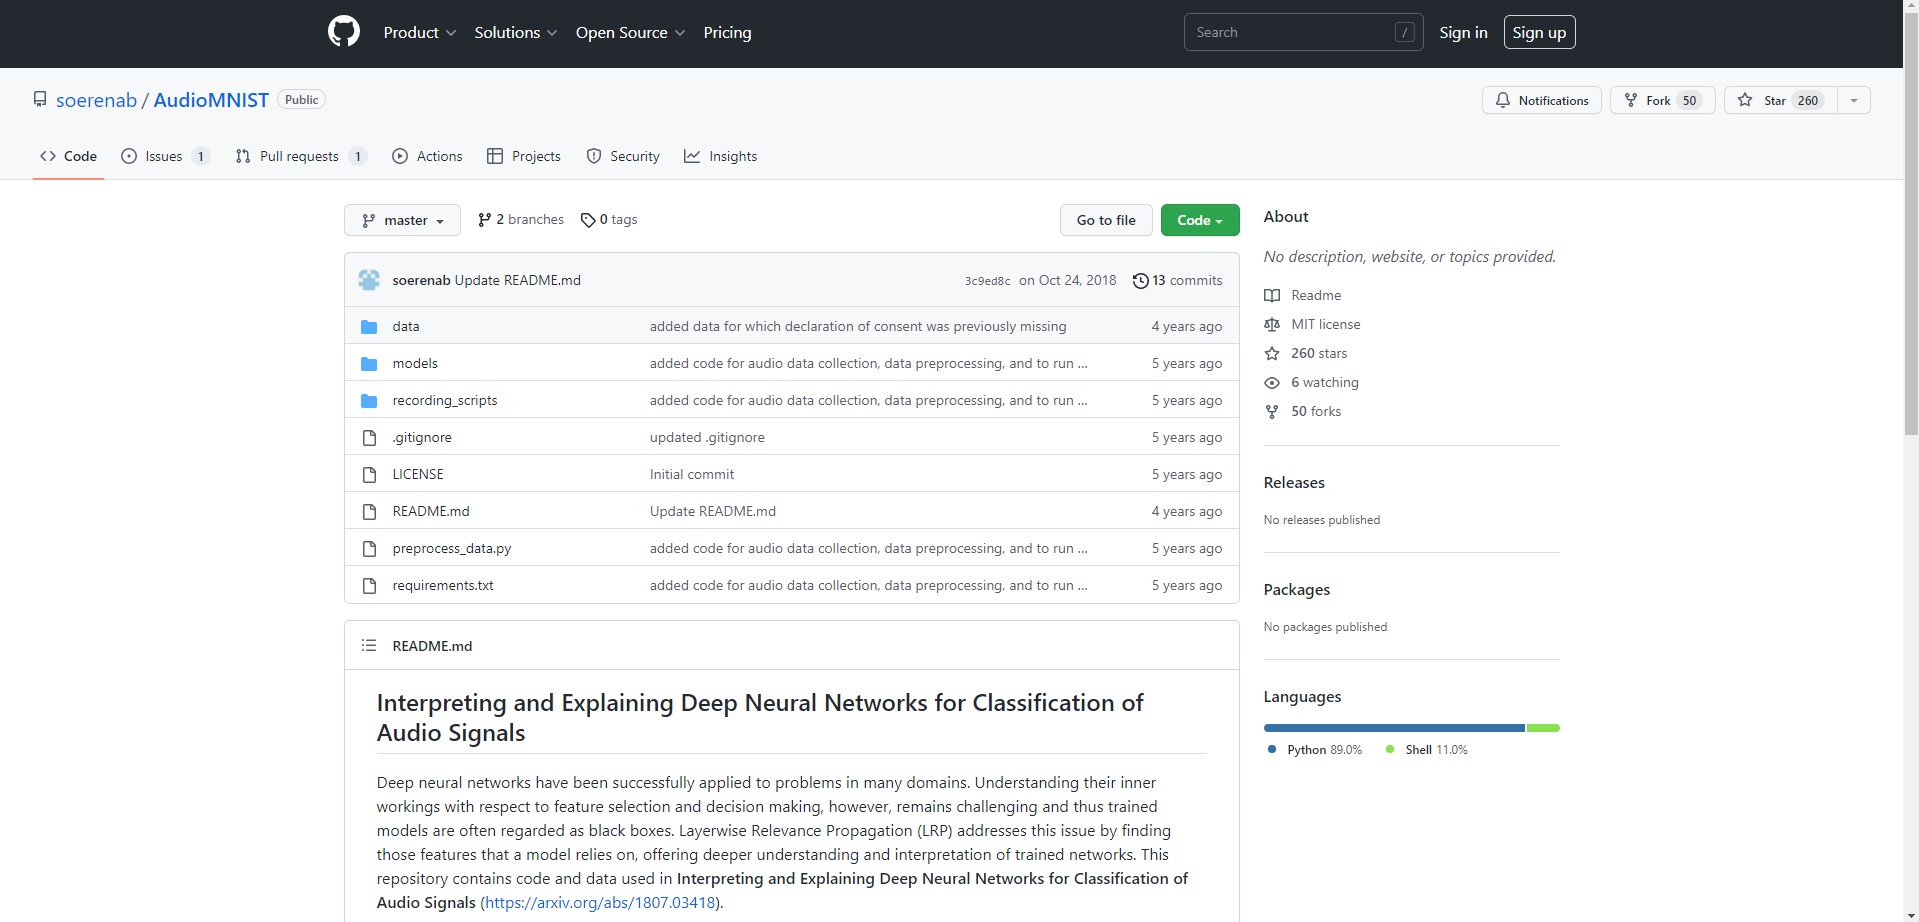 Product Solutions Open Source Pricing Search / Sign in Sign up
soerenab / AudioMNIST Public Notifications Fork 50 Star 260
Code Issues 1 Pull requests 1 Actions Projects Security Insights
master 2 branches 0 tags Go to file Code
soerenab Update README.md 3c9ed8c on Oct 24, 2018 13 commits
data added data for which declaration of consent was previously missing 4 years ago
models added code for audio data collection, data preprocessing, and to run ... 5 years ago
recording_scripts added code for audio data collection, data preprocessing, and to run ... 5 years ago
.gitignore updated .gitignore 5 years ago
LICENSE Initial commit 5 years ago
README.md Update README.md 4 years ago
preprocess_data.py added code for audio data collection, data preprocessing, and to run ... 5 years ago
requirements.txt added code for audio data collection, data preprocessing, and to run ... 5 years ago
README.md
Interpreting and Explaining Deep Neural Networks for Classification of
Audio Signals
Deep neural networks have been successfully applied to problems in many domains. Understanding their inner
workings with respect to feature selection and decision making, however, remains challenging and thus trained
models are often regarded as black boxes. Layerwise Relevance Propagation (LRP) addresses this issue by finding
those features that a model relies on, offering deeper understanding and interpretation of trained networks. This
repository contains code and data used in Interpreting and Explaining Deep Neural Networks for Classification of
Audio Signals (https://arxiv.org/abs/1807.03418).
About
No description, website, or topics provided.
Readme
MIT license
260 stars
6 watching
50 forks
Releases
No releases published
Packages
No packages published
Languages
Python 89.0% Shell 11.0%